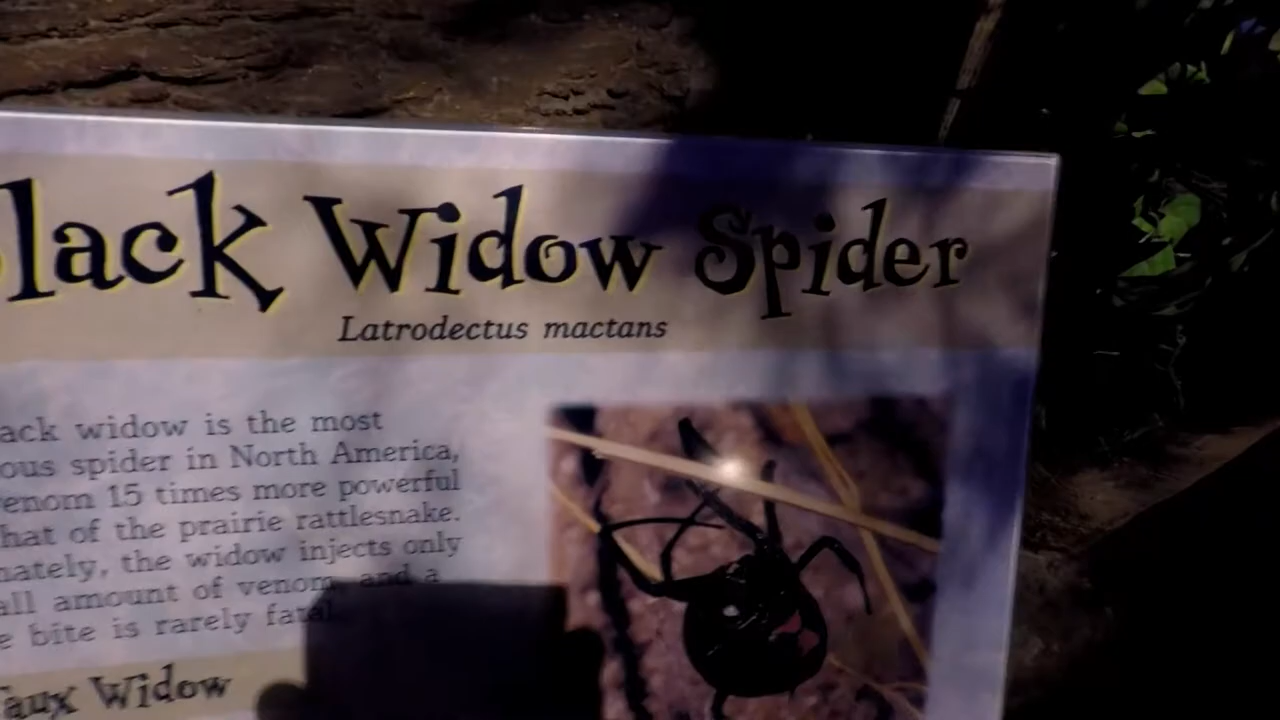 lack Widow Spider
Latrodectus mactans
ack widow is the most
ous spider in North America,
enom 15 times more powerful
hat of the prairie rattlesnake.
nately, the widow injects only
all amount of venom, and a
e bite is rarely fatal.
Faux Widow